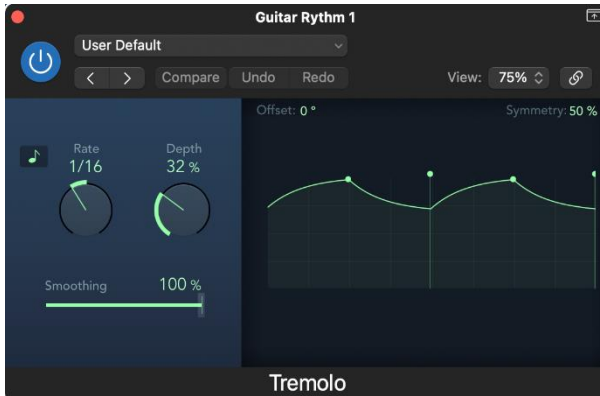 Guitar Rythm 1
User Default
Compare Undo Redo View: 75%
Offset: 0 ° Symmetry: 50 %
Rate Depth
1/16 32 %
Smoothing 100 %
Tremolo